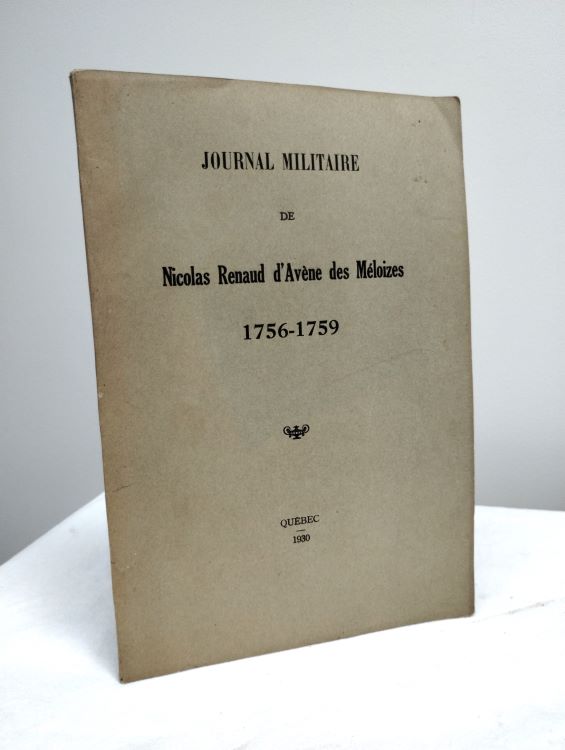 JOURNAL MILITAIRE
DE
Nicolas Renaud d'Avène des Méloizes
1756-1759
QUÉBEC
1930